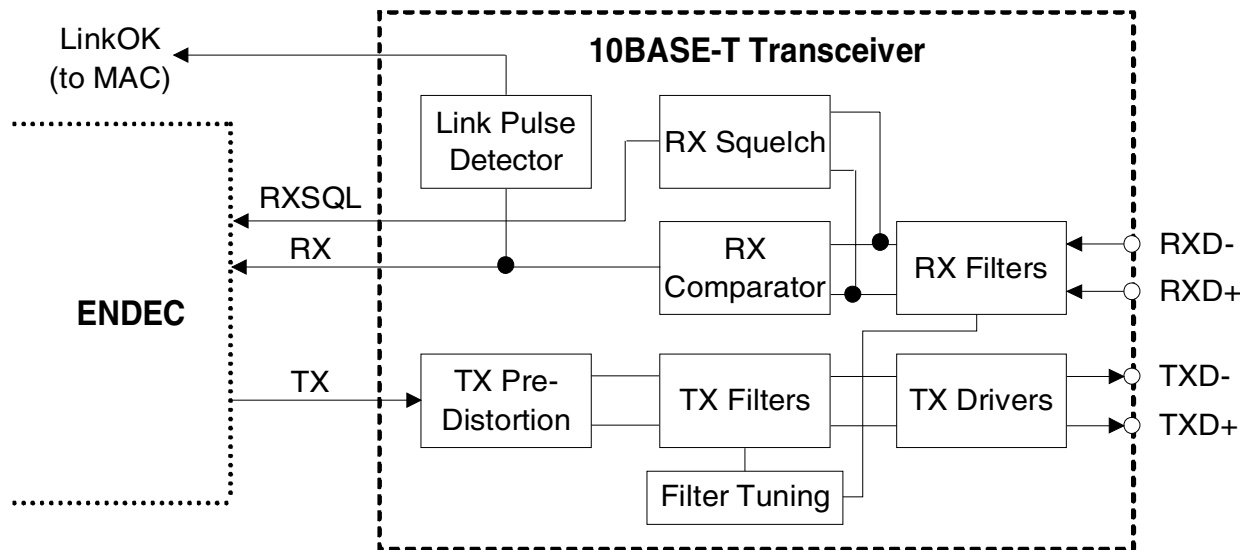 LinkOK
(to MAC)
10BASE-T Transceiver
Link Pulse
Detector
RX Squelch
RXSQL
RX
RX
Comparator
RX Filters
RXD-
RXD+
ENDEC
TX
TX Pre-
Distortion
TX Filters
TX Drivers
TXD-
TXD+
Filter Tuning